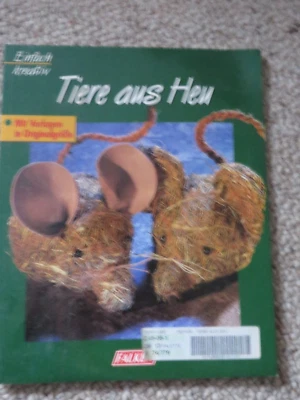 Einfach
kreativ
Tiere aus Heu
Mit Vorlagen
in Originalgröße
FALKEN